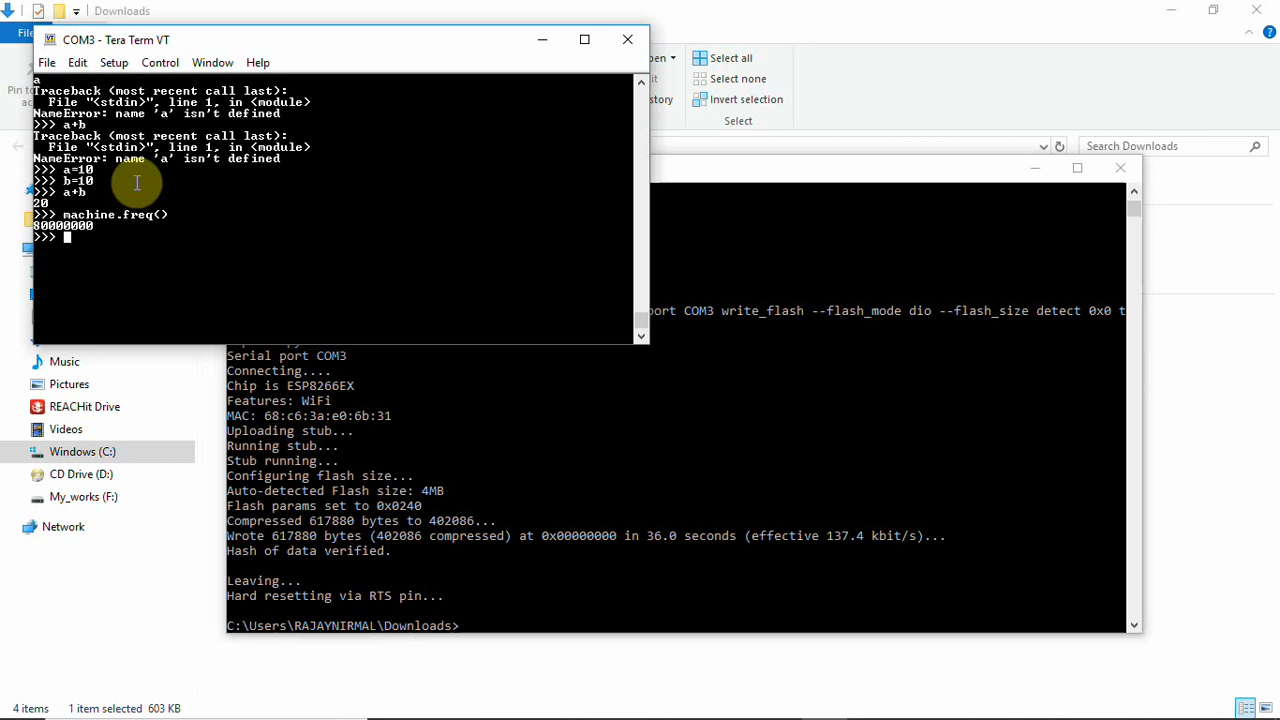 Downloads
File
COM3 - Tera Term VT
File Edit Setup Control Window Help
a
Traceback (most recent call last):
File "<stdin>", line 1, in <module>
NameError: name 'a' isn't defined
>>> a+b
Traceback (most recent call last):
File "<stdin>", line 1, in <module>
NameError: name 'a' isn't defined
>>> a=10
>>> b=10
>>> a+b
20
>>> machine.freq()
80000000
>>>
Select all
Select none
Invert selection
Select
Search Downloads
COM3 write_flash --flash_mode dio --flash_size detect 0x0 t
Serial port COM3
Connecting....
Chip is ESP8266EX
Features: WiFi
MAC: 68:c6:3a:e0:6b:31
Uploading stub...
Running stub...
Stub running...
Configuring flash size...
Auto-detected Flash size: 4MB
Flash params set to 0x0240
Compressed 617880 bytes to 402086...
Wrote 617880 bytes (402086 compressed) at 0x00000000 in 36.0 seconds (effective 137.4 kbit/s)...
Hash of data verified.
Leaving...
Hard resetting via RTS pin...
C:\Users\RAJAYNIRMAL\Downloads>
Music
Pictures
REACHit Drive
Videos
Windows (C:)
CD Drive (D:)
My_works (F:)
Network
4 items 1 item selected 603 KB